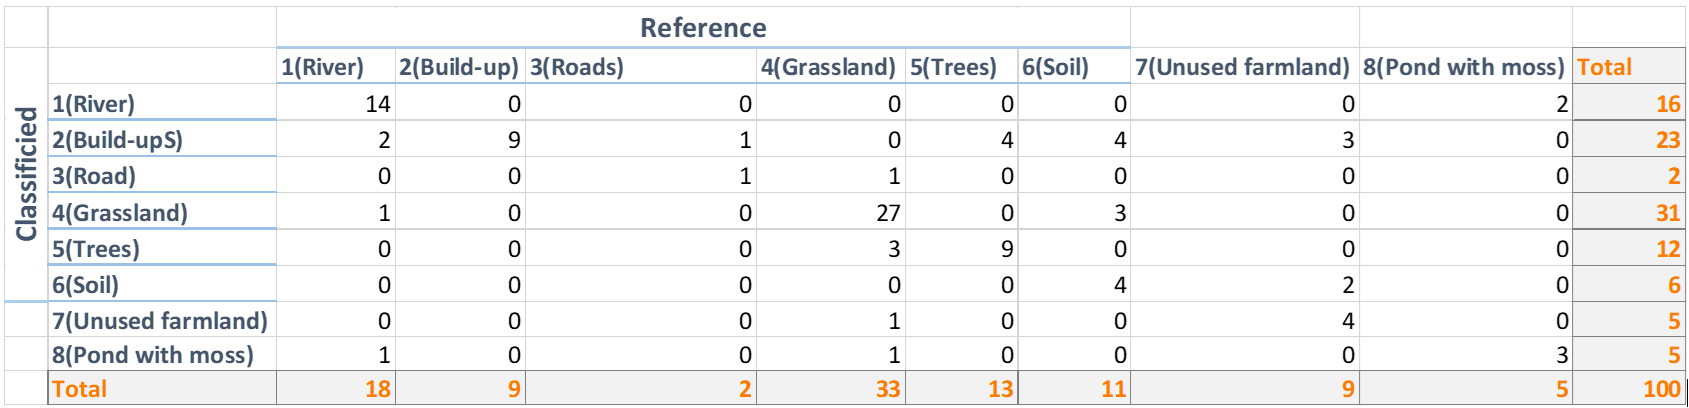 Reference
1(River) 2(Build-up) 3(Roads) 4(Grassland) 5(Trees) 6(Soil) 7(Unused farmland) 8(Pond with moss) Total
Classificied
1(River) 14 0 0 0 0 0 0 2 16
2(Build-upS) 2 9 1 0 4 4 3 0 23
3(Road) 0 0 1 1 0 0 0 0 2
4(Grassland) 1 0 0 27 0 3 0 0 31
5(Trees) 0 0 0 3 9 0 0 0 12
6(Soil) 0 0 0 0 0 4 2 0 6
7(Unused farmland) 0 0 0 1 0 0 4 0 5
8(Pond with moss) 1 0 0 1 0 0 0 3 5
Total 18 9 2 33 13 11 9 5 100